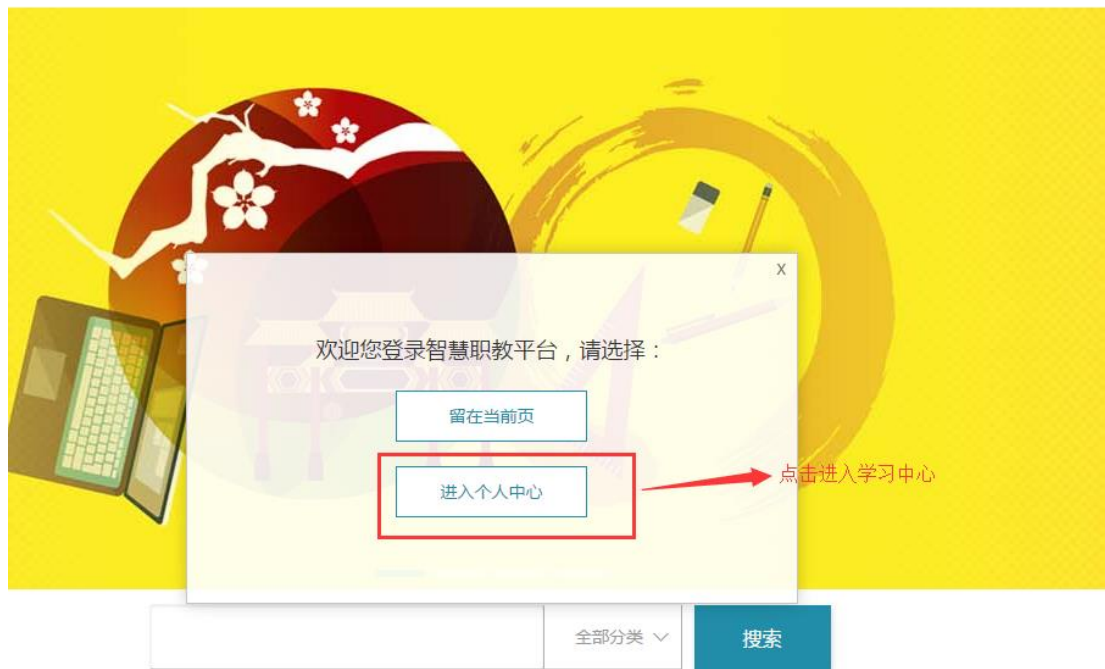 x
欢迎您登录智慧职教平台，请选择：
留在当前页
进入个人中心
点击进入学习中心
全部分类
搜索